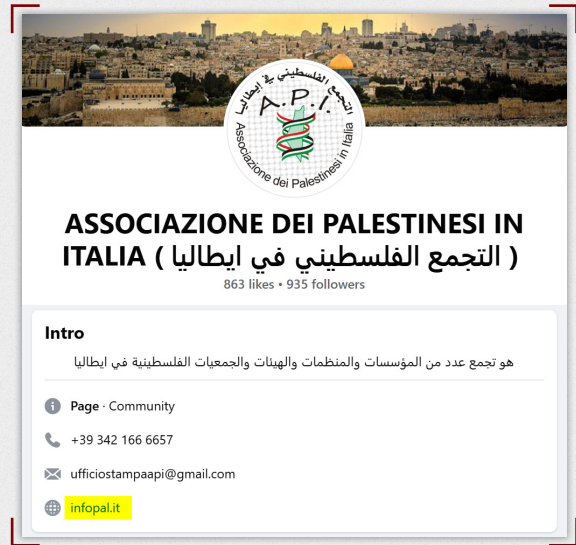 التجمع الفلسطيني في إيطاليا
A.P.I.
Associazione dei Palestinesi in Italia
ASSOCIAZIONE DEI PALESTINESI IN
ITALIA ( التجمع الفلسطيني في ايطاليا )
863 likes • 935 followers
Intro
هو تجمع عدد من المؤسسات والمنظمات والهيئات والجمعيات الفلسطينية في ايطاليا
Page · Community
+39 342 166 6657
ufficiostampaapi@gmail.com
infopal.it